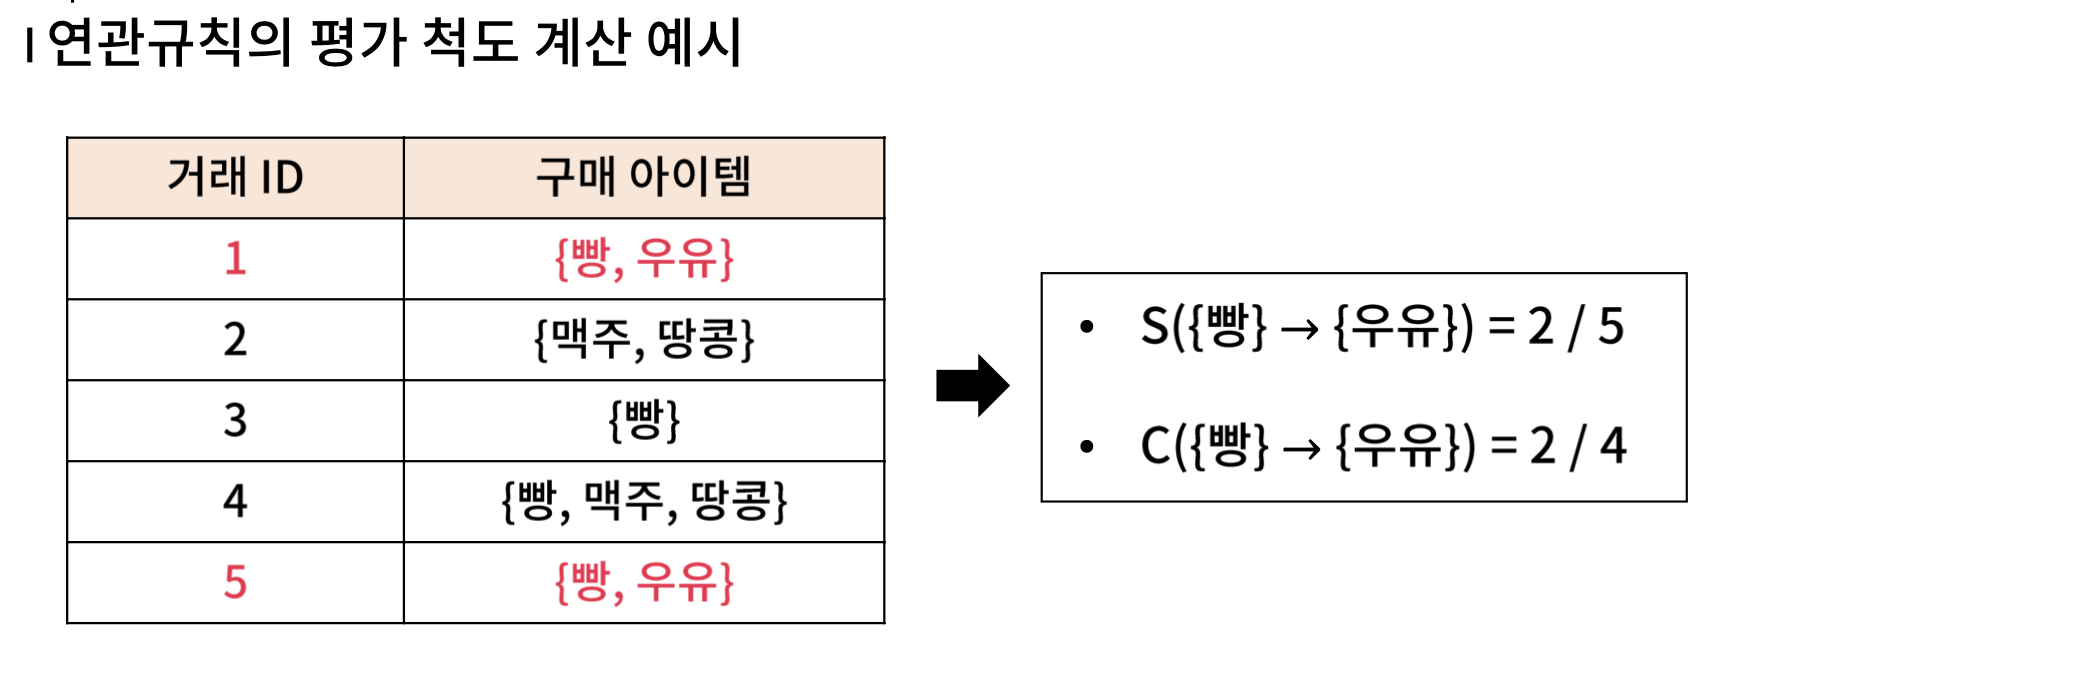 I 연관규칙의 평가 척도 계산 예시
거래 ID 구매 아이템
1 {빵, 우유}
2 {맥주, 땅콩}
3 {빵}
4 {빵, 맥주, 땅콩}
5 {빵, 우유}
• S({빵} → {우유}) = 2 / 5
• C({빵} → {우유}) = 2 / 4